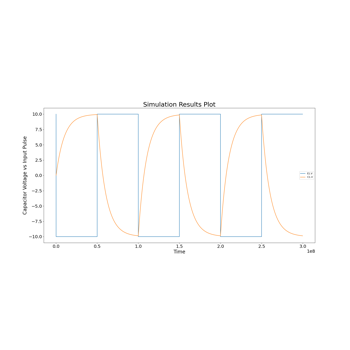 Simulation Results Plot
Capacitor Voltage vs Input Pulse
10.0
7.5
5.0
2.5
0.0
−2.5
−5.0
−7.5
−10.0
0.0 0.5 1.0 1.5 2.0 2.5 3.0
1e8
Time